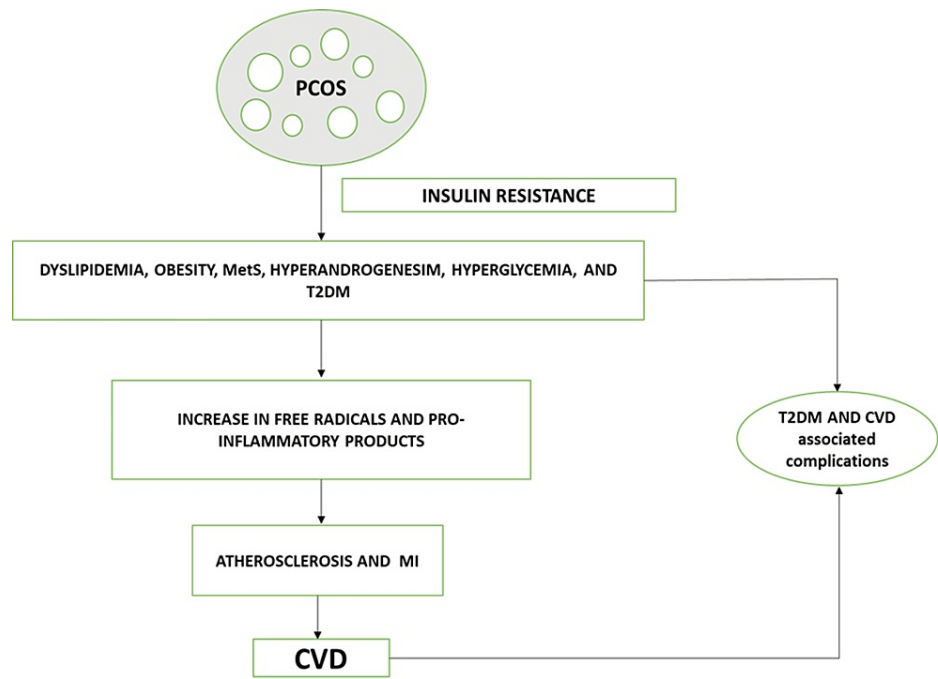 PCOS
INSULIN RESISTANCE
DYSLIPIDEMIA, OBESITY, MetS, HYPERANDROGENESIM, HYPERGLYCEMIA, AND
T2DM
INCREASE IN FREE RADICALS AND PRO-
INFLAMMATORY PRODUCTS
T2DM AND CVD
associated
complications
ATHEROSCLEROSIS AND MI
CVD